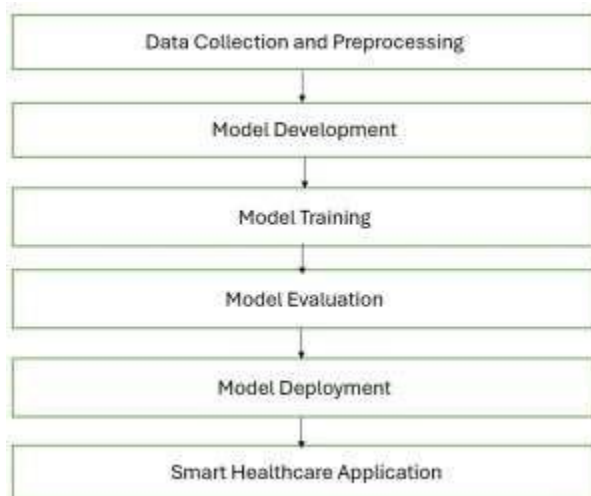 Data Collection and Preprocessing
Model Development
Model Training
Model Evaluation
Model Deployment
Smart Healthcare Application